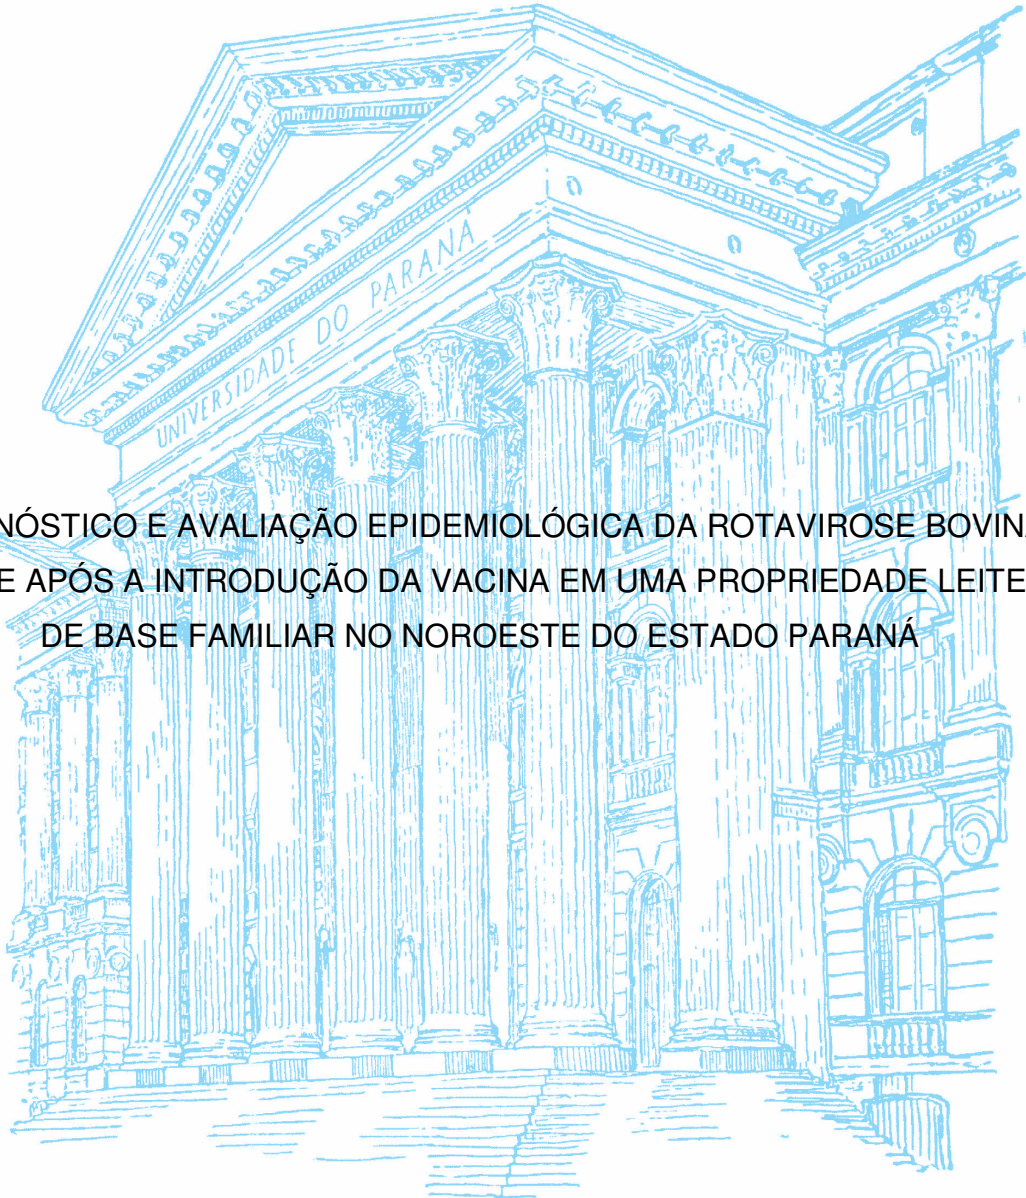 UNIVERSIDADE DO PARANÁ
NÓSTICO E AVALIAÇÃO EPIDEMIOLÓGICA DA ROTAVIROSE BOVINA
E APÓS A INTRODUÇÃO DA VACINA EM UMA PROPRIEDADE LEITE
DE BASE FAMILIAR NO NOROESTE DO ESTADO PARANÁ